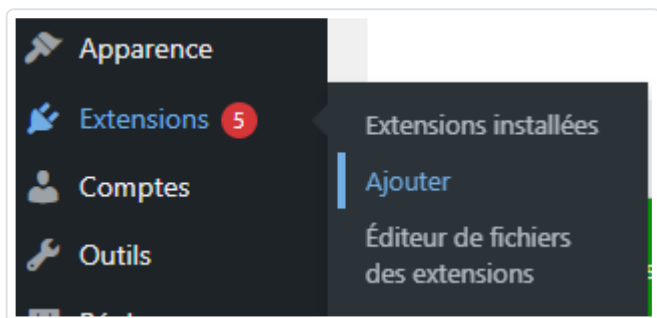 Apparence
Extensions 5
Extensions installées
Comptes
Ajouter
Outils
Éditeur de fichiers
des extensions